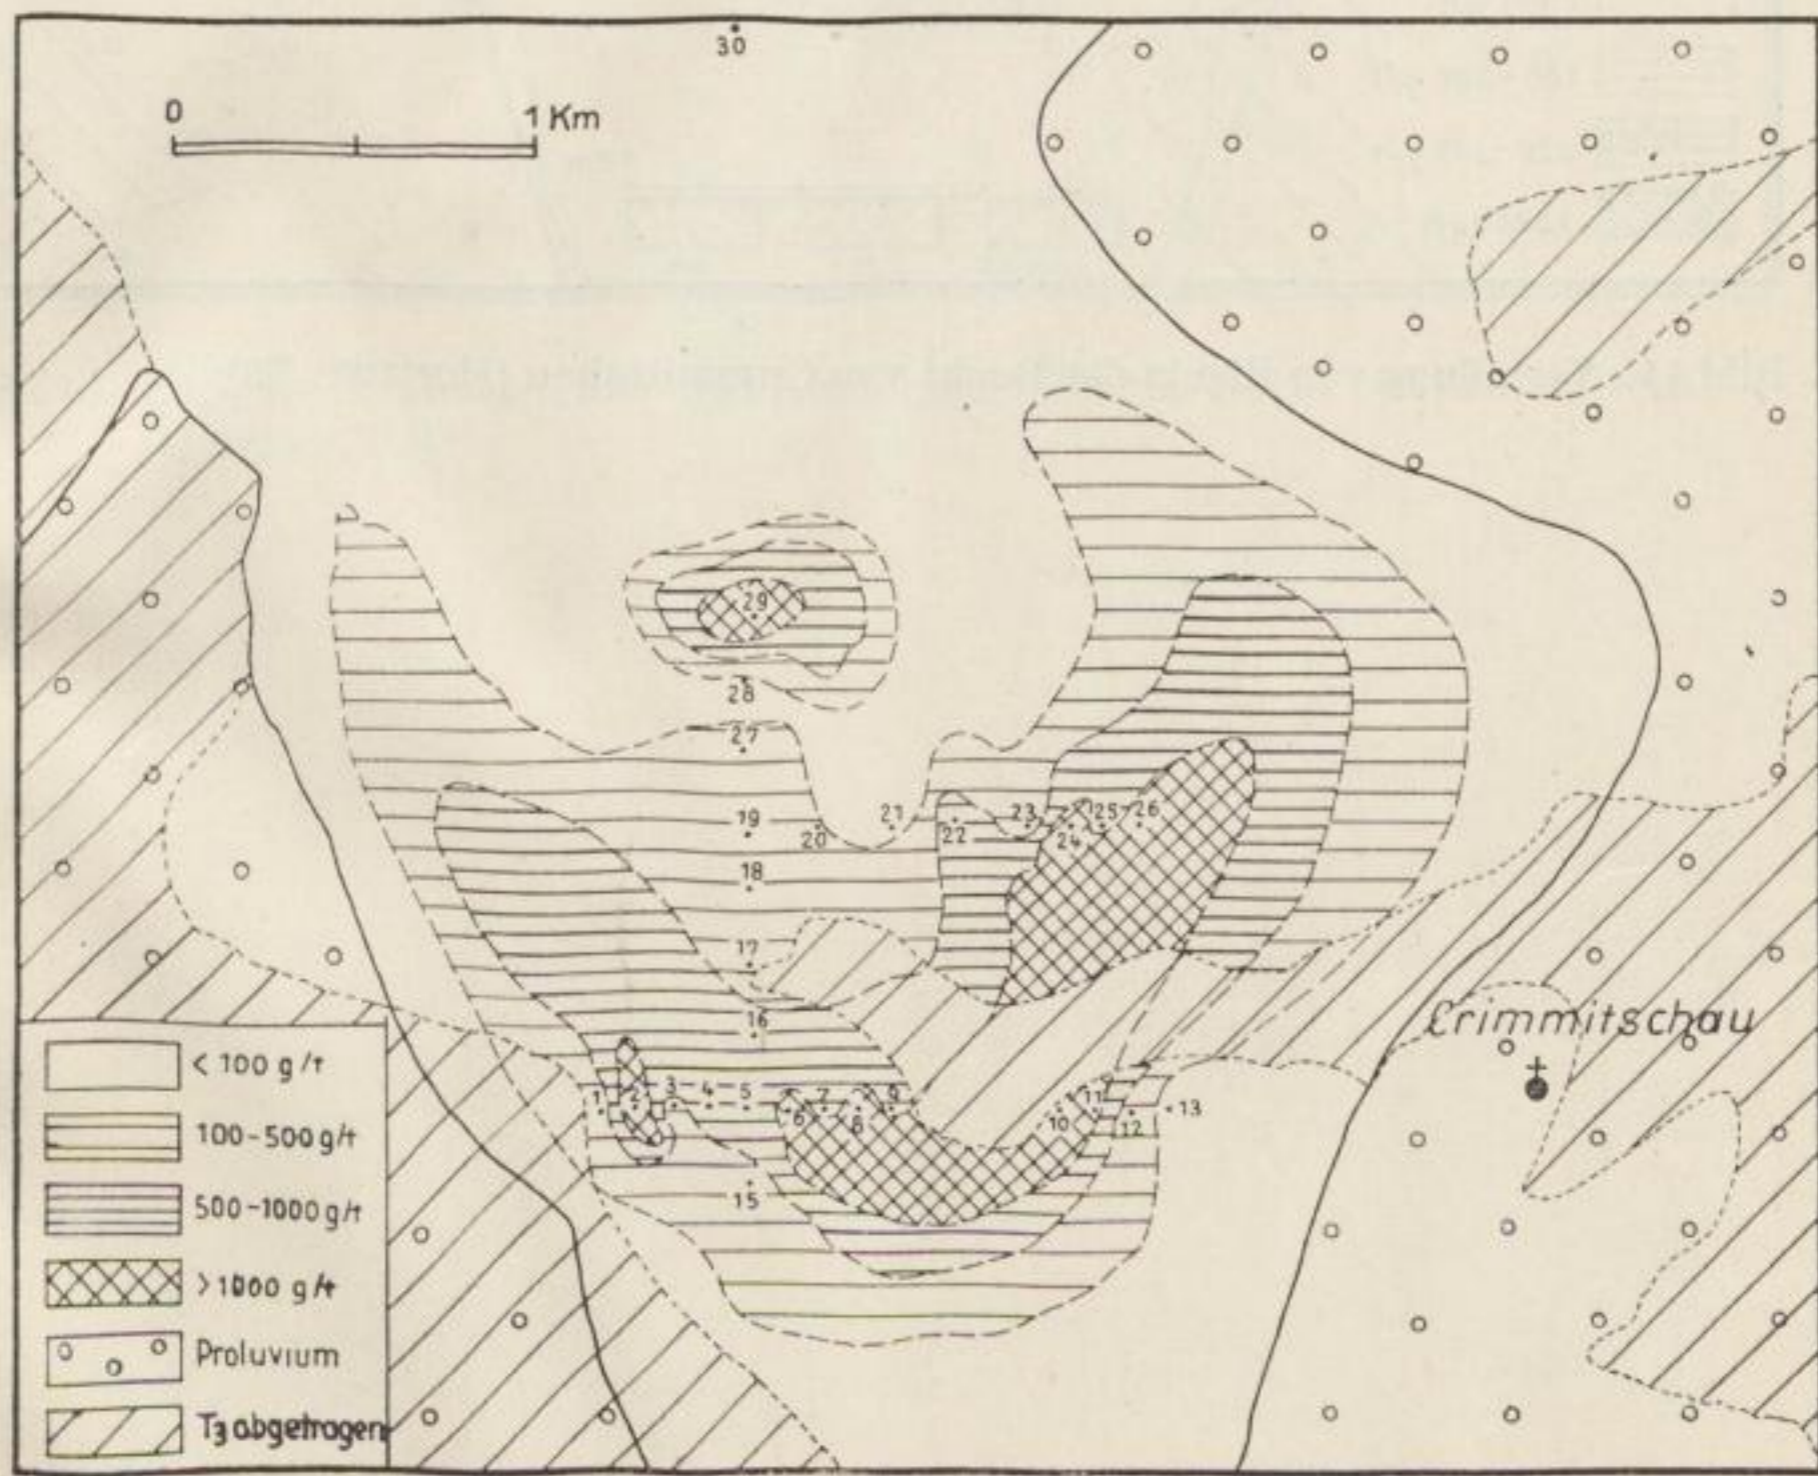 30
0 1 Km
29
28
27
19 20 21 22 23 24 25 26
18
17
16
1 2 3 4 5 6 7 8 9 10 11 12 13
15
Crimmitschau
< 100 g/t
100-500 g/t
500-1000 g/t
> 1000 g/t
Proluvium
T3 abgetragen